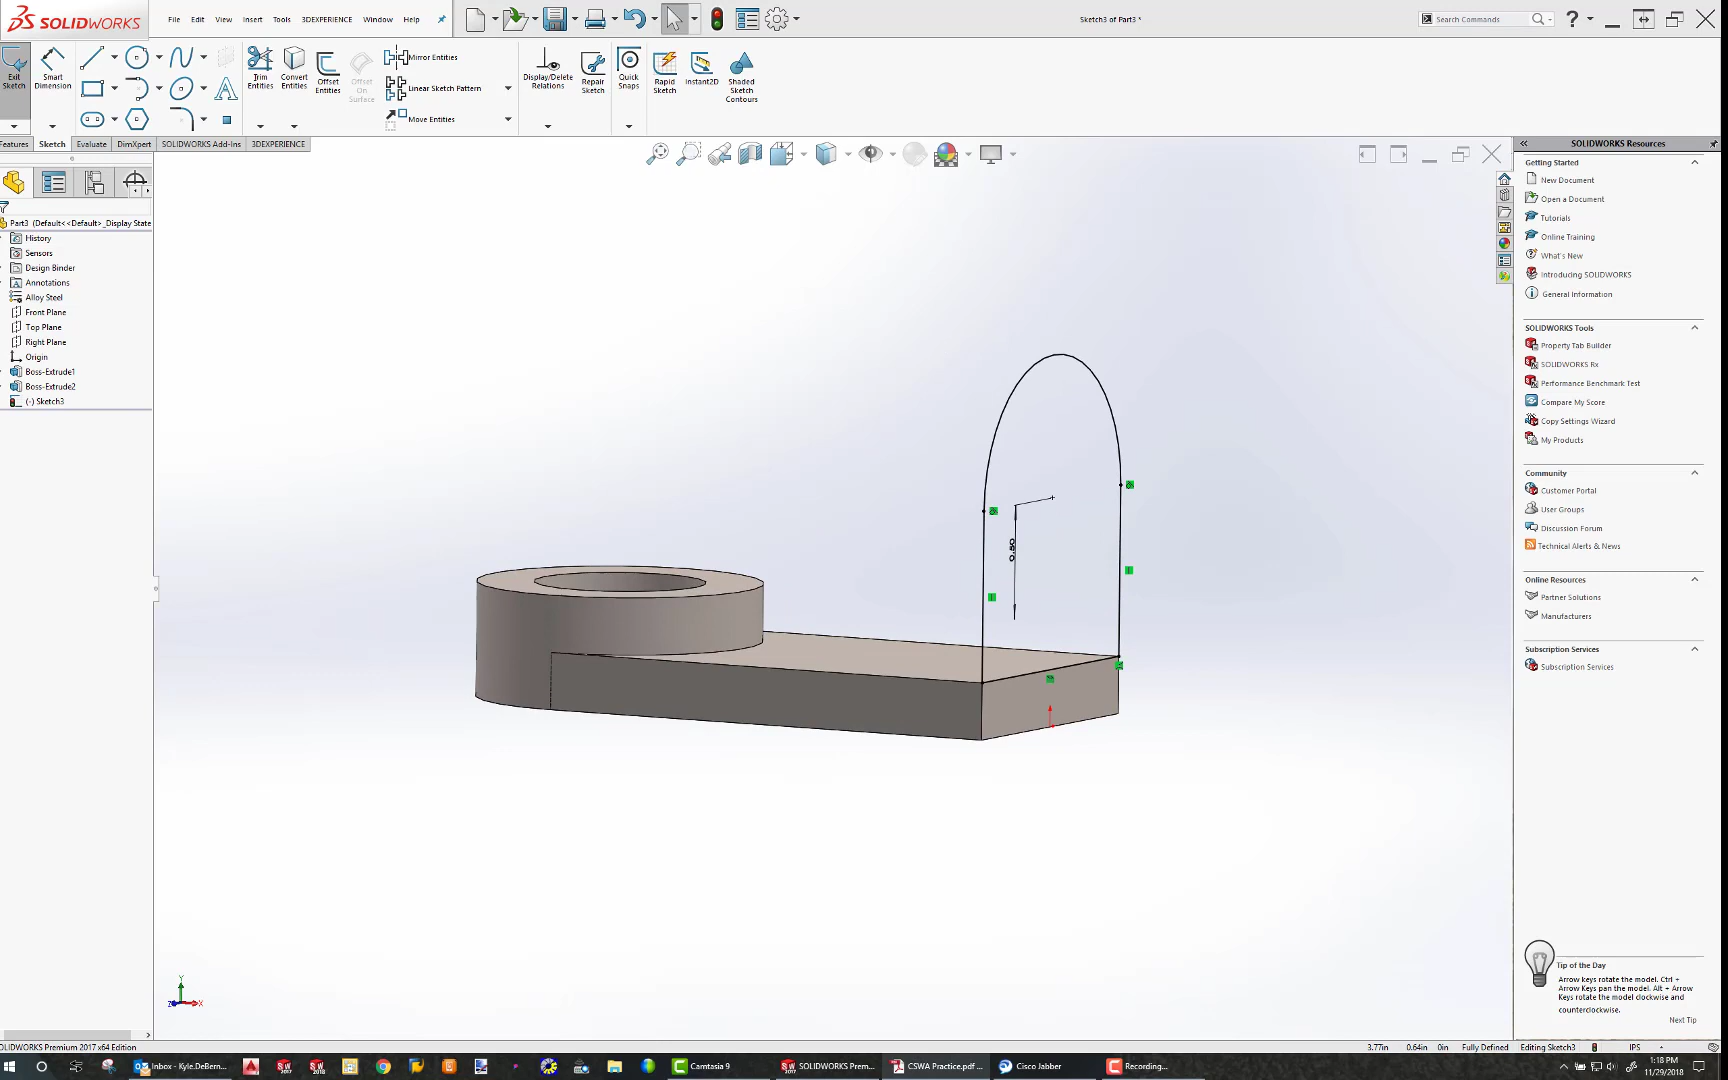 SOLIDWORKS
File Edit View Insert Tools 3DEXPERIENCE Window Help
Sketch3 of Part3 *
Search Commands
Exit Sketch
Smart Dimension
Trim Entities
Convert Entities
Offset Entities
Offset On Surface
Mirror Entities
Linear Sketch Pattern
Move Entities
Display/Delete Relations
Repair Sketch
Quick Snaps
Rapid Sketch
Instant2D
Shaded Sketch Contours
Features Sketch Evaluate DimXpert SOLIDWORKS Add-Ins 3DEXPERIENCE
Part3 (Default<<Default>_Display State
History
Sensors
Design Binder
Annotations
Alloy Steel
Front Plane
Top Plane
Right Plane
Origin
Boss-Extrude1
Boss-Extrude2
(-) Sketch3
0.50
Y
Z X
SOLIDWORKS Resources
Getting Started
New Document
Open a Document
Tutorials
Online Training
What's New
Introducing SOLIDWORKS
General Information
SOLIDWORKS Tools
Property Tab Builder
SOLIDWORKS Rx
Performance Benchmark Test
Compare My Score
Copy Settings Wizard
My Products
Community
Customer Portal
User Groups
Discussion Forum
Technical Alerts & News
Online Resources
Partner Solutions
Manufacturers
Subscription Services
Subscription Services
Tip of the Day
Arrow keys rotate the model. Ctrl +
Arrow Keys pan the model. Alt + Arrow
Keys rotate the model clockwise and
counterclockwise.
Next Tip
OLIDWORKS Premium 2017 x64 Edition
3.77in 0.64in 0in Fully Defined Editing Sketch3 IPS
Inbox - Kyle.DeBern...
Camtasia 9
SOLIDWORKS Prem...
CSWA Practice.pdf ...
Cisco Jabber
Recording...
1:18 PM
11/29/2018